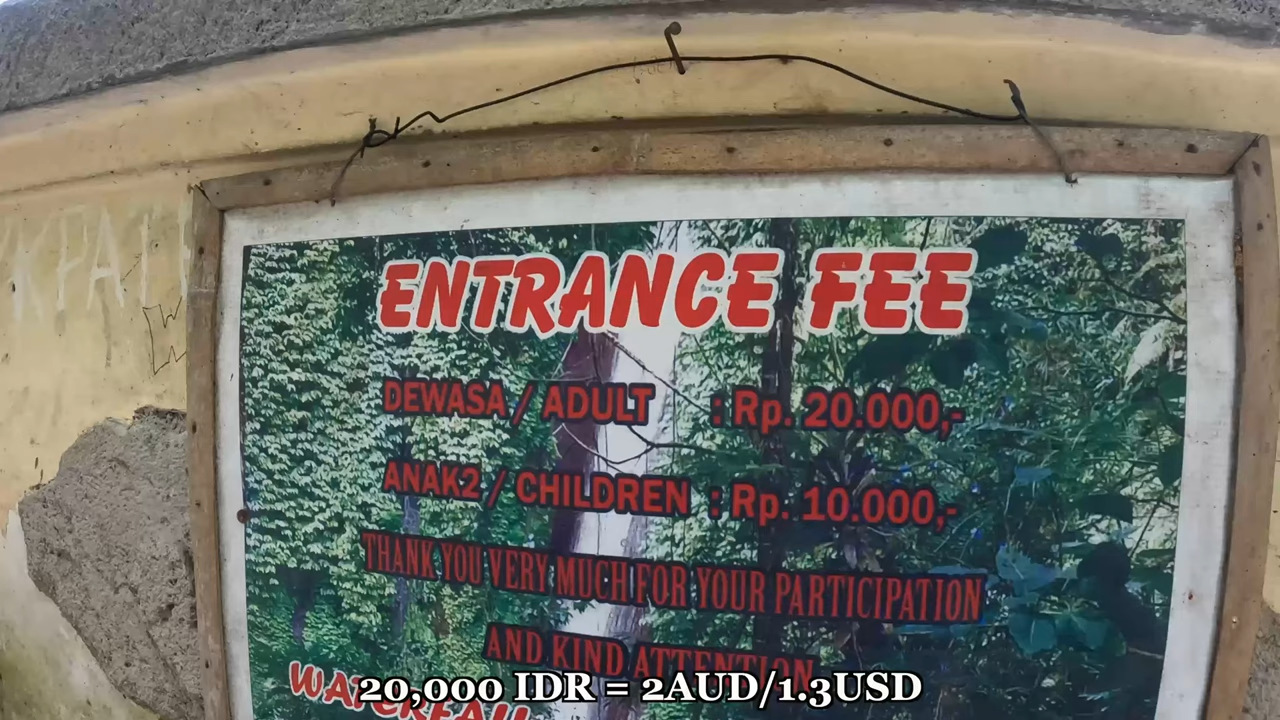 ENTRANCE FEE
DEWASA / ADULT : Rp. 20.000,-
ANAK2 / CHILDREN : Rp. 10.000,-
THANK YOU VERY MUCH FOR YOUR PARTICIPATION
AND KIND ATTENTION
WATERFALL
20,000 IDR = 2AUD/1.3USD